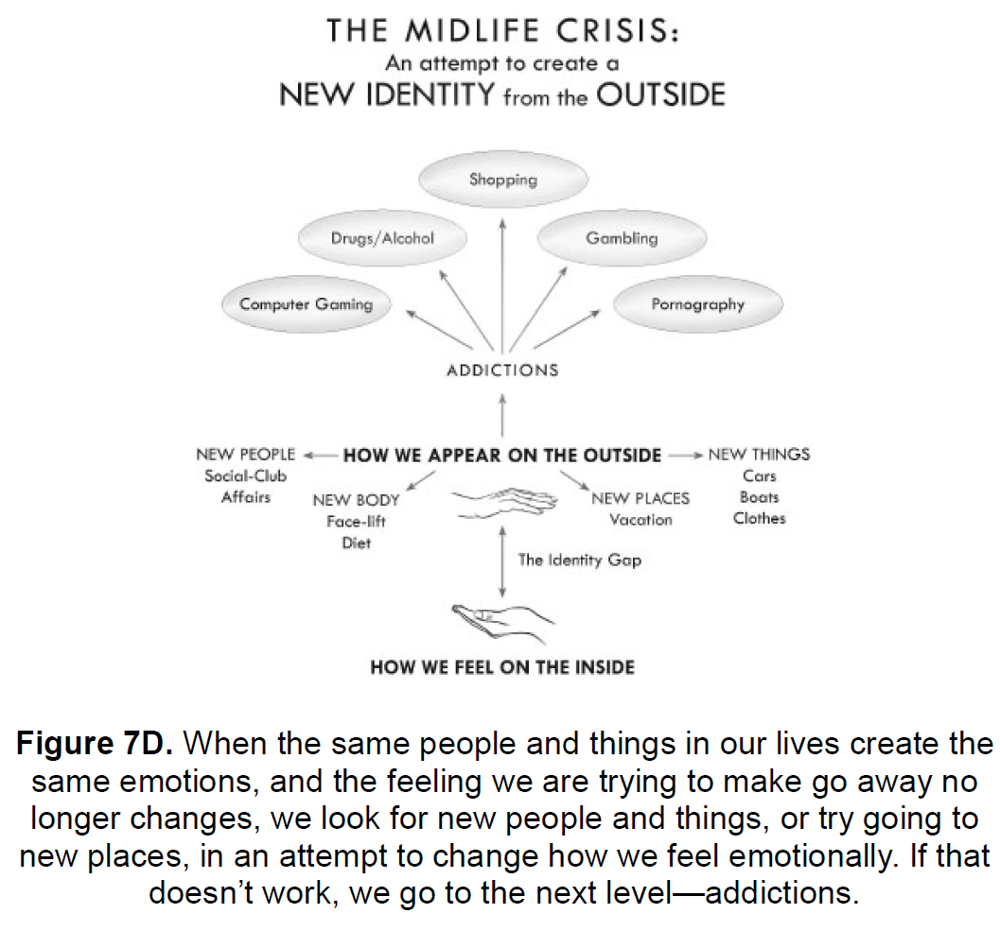 THE MIDLIFE CRISIS:
An attempt to create a
NEW IDENTITY from the OUTSIDE
Shopping
Drugs/Alcohol
Gambling
Computer Gaming
Pornography
ADDICTIONS
NEW PEOPLE
Social-Club
Affairs
HOW WE APPEAR ON THE OUTSIDE
NEW THINGS
Cars
Boats
Clothes
NEW BODY
Face-lift
Diet
NEW PLACES
Vacation
The Identity Gap
HOW WE FEEL ON THE INSIDE
Figure 7D. When the same people and things in our lives create the
same emotions, and the feeling we are trying to make go away no
longer changes, we look for new people and things, or try going to
new places, in an attempt to change how we feel emotionally. If that
doesn’t work, we go to the next level—addictions.